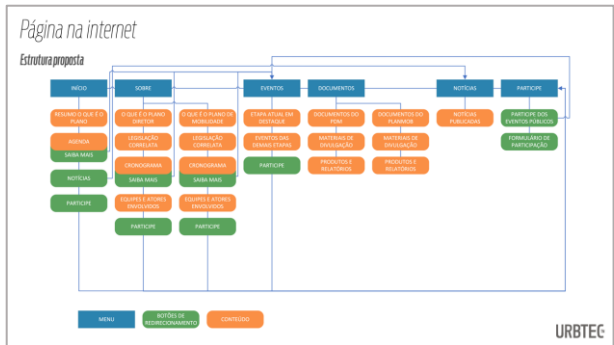 Página na internet
Estrutura proposta
INÍCIO
SOBRE
EVENTOS
DOCUMENTOS
NOTÍCIAS
PARTICIPE
RESUMO O QUE É O
PLANO
AGENDA
SAIBA MAIS
NOTÍCIAS
PARTICIPE
O QUE É O PLANO
DIRETOR
LEGISLAÇÃO
CORRELATA
CRONOGRAMA
SAIBA MAIS
EQUIPES E ATORES
ENVOLVIDOS
PARTICIPE
O QUE É O PLANO DE
MOBILIDADE
LEGISLAÇÃO
CORRELATA
CRONOGRAMA
SAIBA MAIS
EQUIPES E ATORES
ENVOLVIDOS
PARTICIPE
ETAPA ATUAL EM
DESTAQUE
EVENTOS DAS
DEMAIS ETAPAS
PARTICIPE
DOCUMENTOS DO
PDM
MATERIAIS DE
DIVULGAÇÃO
PRODUTOS E
RELATÓRIOS
DOCUMENTOS DO
PLANMOB
MATERIAIS DE
DIVULGAÇÃO
PRODUTOS E
RELATÓRIOS
NOTÍCIAS
PUBLICADAS
PARTICIPE DOS
EVENTOS PÚBLICOS
FORMULÁRIO DE
PARTICIPAÇÃO
MENU
BOTÕES DE
REDIRECIONAMENTO
CONTEÚDO
URBTEC